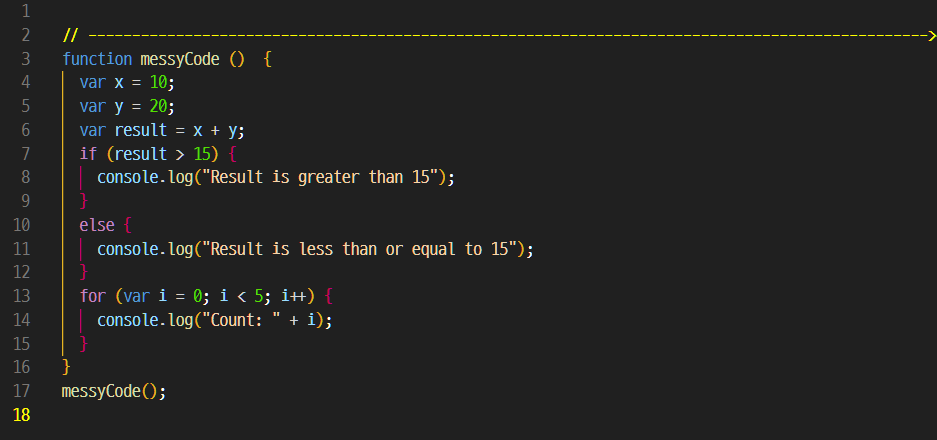 1
2 // ------------------------------------------------------------------------------------------------->
3 function messyCode ()  {
4   var x = 10;
5   var y = 20;
6   var result = x + y;
7   if (result > 15) {
8     console.log("Result is greater than 15");
9   }
10   else {
11     console.log("Result is less than or equal to 15");
12   }
13   for (var i = 0; i < 5; i++) {
14     console.log("Count: " + i);
15   }
16 }
17 messyCode();
18